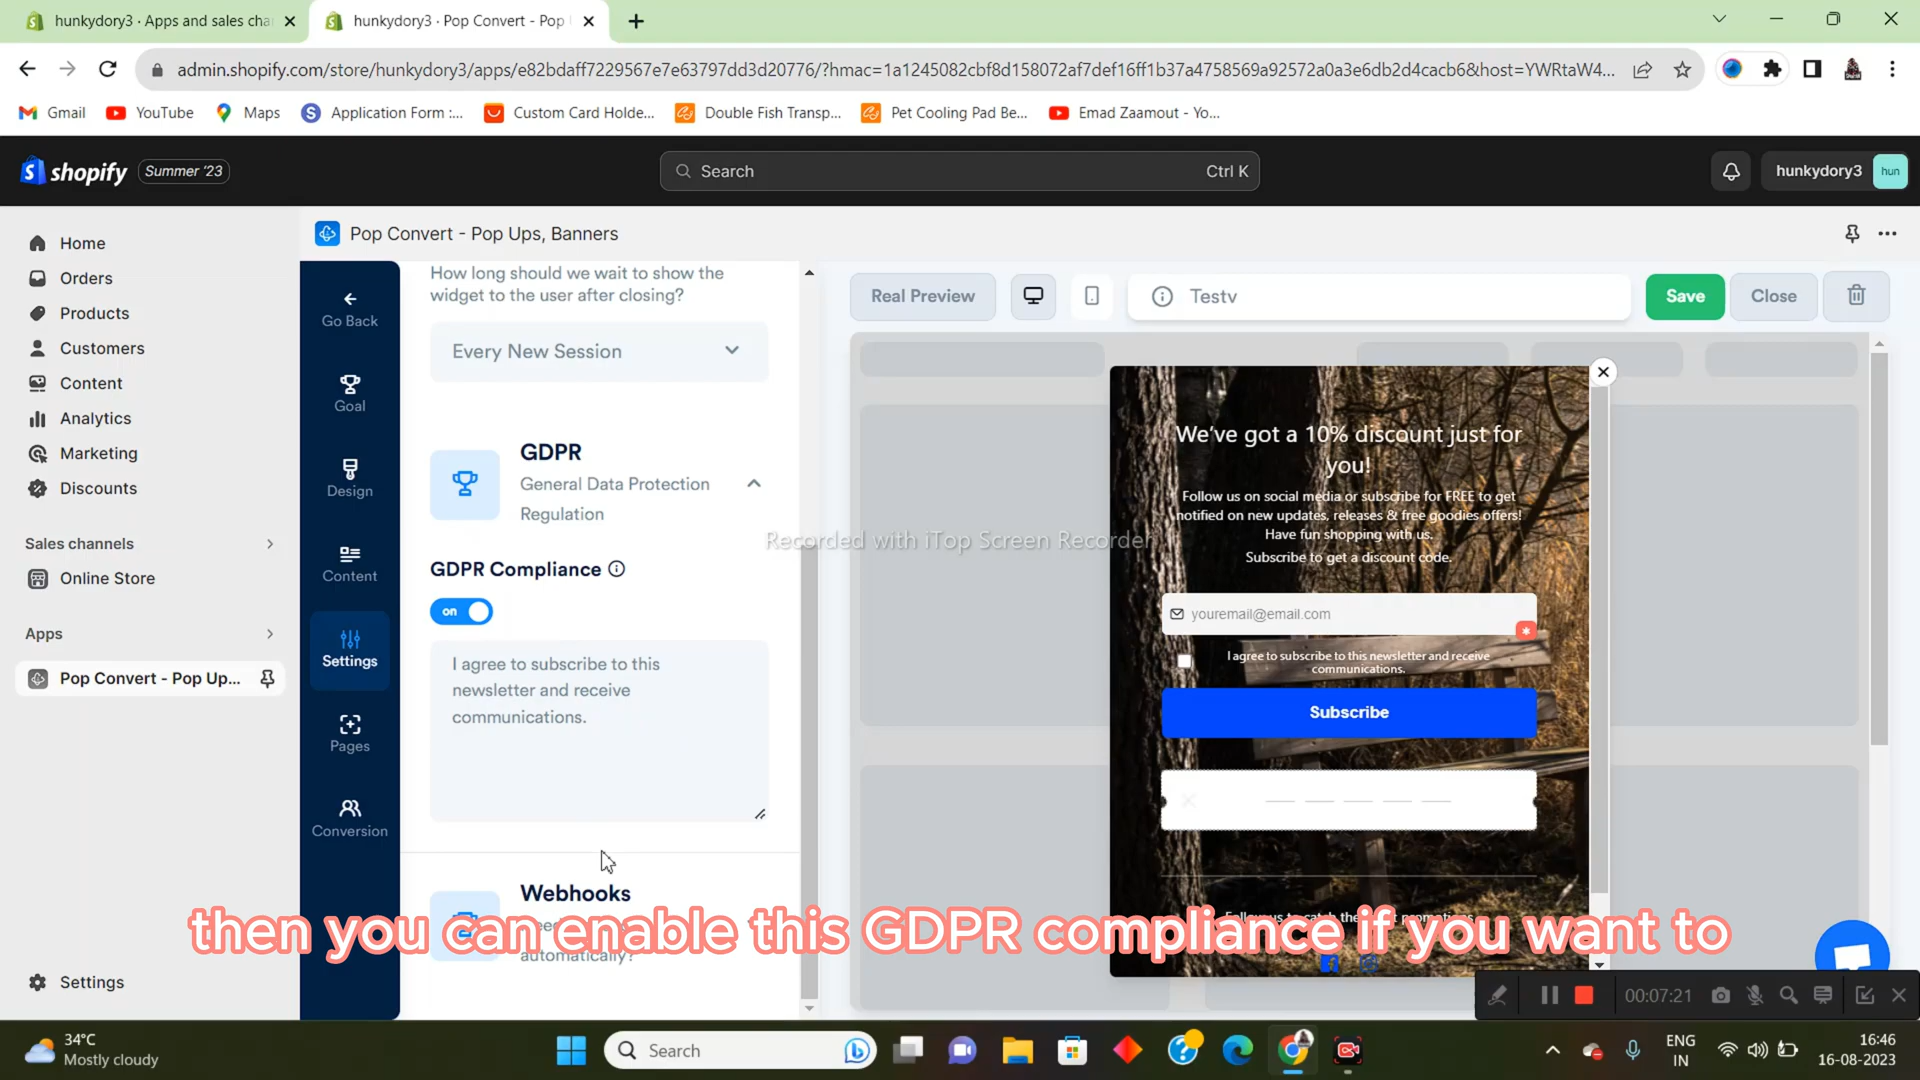 hunkydory3 · Apps and sales cha
hunkydory3 · Pop Convert - Pop
admin.shopify.com/store/hunkydory3/apps/e82bdaff7229567e7e63797dd3d20776/?hmac=1a1245082cbf8d158072af7def16ff1b37a4758569a92572a0a3e6db2d4cacb6&host=YWRtaW4...
Gmail
YouTube
Maps
Application Form :...
Custom Card Holde...
Double Fish Transp...
Pet Cooling Pad Be...
Emad Zaamout - Yo...
shopify
Summer '23
Search
Ctrl K
hunkydory3
hun
Home
Orders
Products
Customers
Content
Analytics
Marketing
Discounts
Sales channels
Online Store
Apps
Pop Convert - Pop Up...
Settings
Pop Convert - Pop Ups, Banners
Go Back
Goal
Design
Content
Settings
Pages
Conversion
How long should we wait to show the
widget to the user after closing?
Every New Session
GDPR
General Data Protection
Regulation
GDPR Compliance
on
I agree to subscribe to this
newsletter and receive
communications.
Webhooks
automatically?
Real Preview
Testv
Save
Close
We've got a 10% discount just for
you!
Follow us on social media or subscribe for FREE to get
notified on new updates, releases & free goodies offers!
Have fun shopping with us.
Subscribe to get a discount code.
youremail@email.com
I agree to subscribe to this newsletter and receive
communications.
Subscribe
Recorded with iTop Screen Recorder
then you can enable this GDPR compliance if you want to
00:07:21
34°C
Mostly cloudy
Search
ENG
IN
16:46
16-08-2023